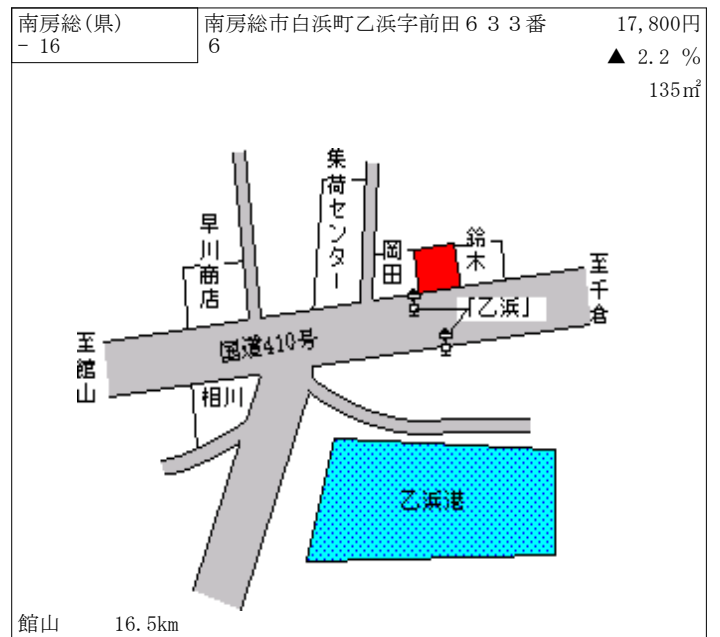 南房総(県)
- 16
南房総市白浜町乙浜字前田６３３番
６
17,800円
▲ 2.2 %
135㎡
集荷センター
早川商店
岡田
鈴木
至千倉
「乙浜」
国道410号
至館山
相川
乙浜港
館山 16.5km